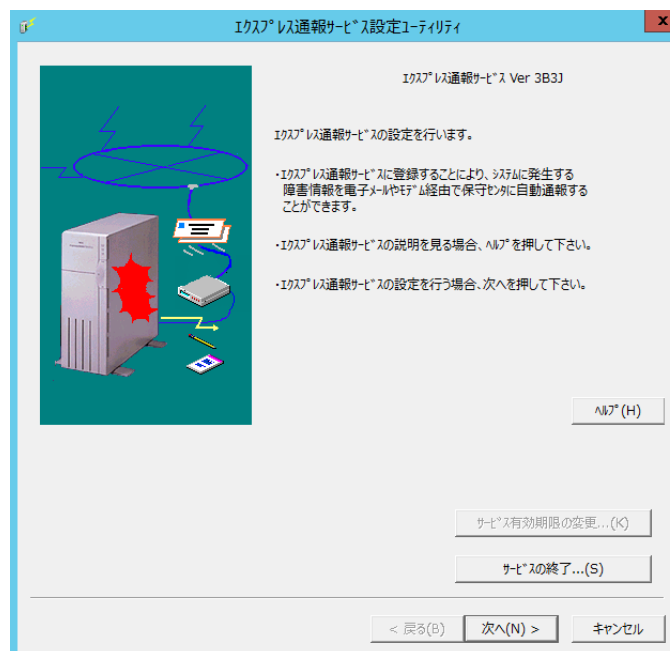 ｴｸｽﾌﾟﾚｽ通報ｻｰﾋﾞｽ設定ﾕｰﾃｨﾘﾃｨ
x
ｴｸｽﾌﾟﾚｽ通報ｻｰﾋﾞｽ Ver 3B3J
ｴｸｽﾌﾟﾚｽ通報ｻｰﾋﾞｽの設定を行います。
･ｴｸｽﾌﾟﾚｽ通報ｻｰﾋﾞｽに登録することにより、ｼｽﾃﾑに発生する
障害情報を電子ﾒｰﾙやﾓﾃﾞﾑ経由で保守ｾﾝﾀに自動通報する
ことができます。
･ｴｸｽﾌﾟﾚｽ通報ｻｰﾋﾞｽの説明を見る場合、ﾍﾙﾌﾟを押して下さい。
･ｴｸｽﾌﾟﾚｽ通報ｻｰﾋﾞｽの設定を行う場合、次へを押して下さい。
ﾍﾙﾌﾟ(H)
ｻｰﾋﾞｽ有効期限の変更...(K)
ｻｰﾋﾞｽの終了...(S)
< 戻る(B)
次へ(N) >
ｷｬﾝｾﾙ